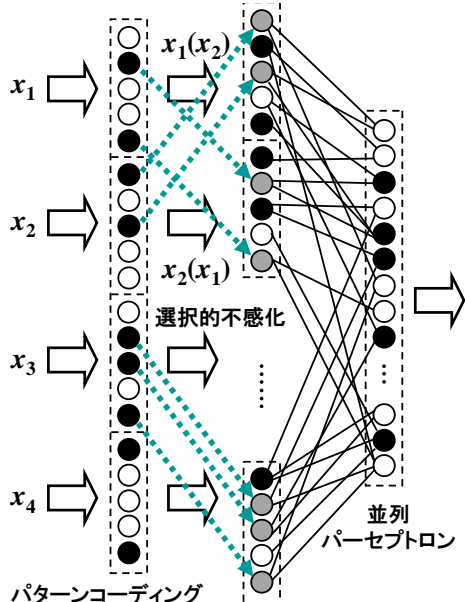 x1
x1(x2)
x2
x2(x1)
選択的不感化
x3
......
...
x4
並列
パーセプトロン
パターンコーディング